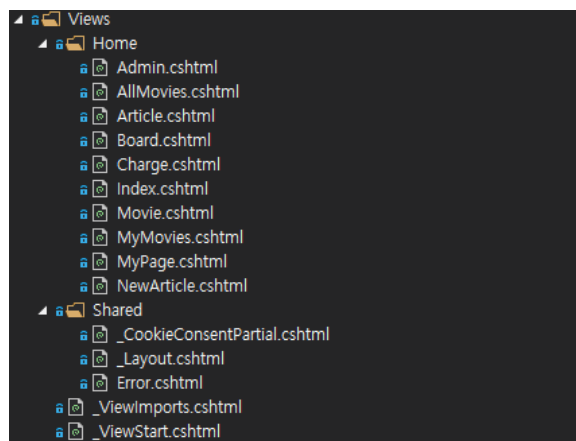 Views
Home
Admin.cshtml
AllMovies.cshtml
Article.cshtml
Board.cshtml
Charge.cshtml
Index.cshtml
Movie.cshtml
MyMovies.cshtml
MyPage.cshtml
NewArticle.cshtml
Shared
_CookieConsentPartial.cshtml
_Layout.cshtml
Error.cshtml
_ViewImports.cshtml
_ViewStart.cshtml